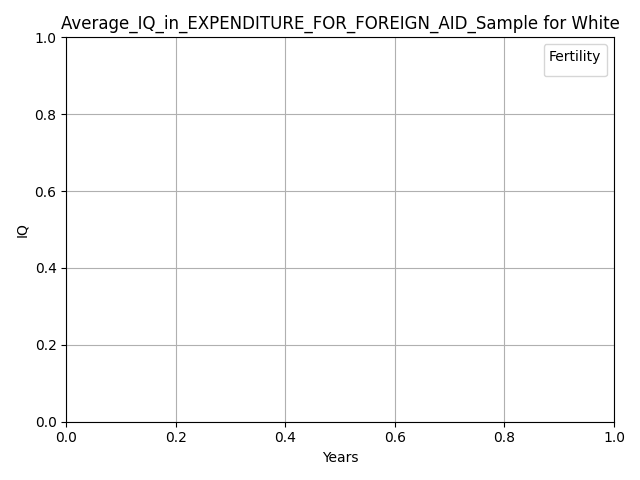 Average_IQ_in_EXPENDITURE_FOR_FOREIGN_AID_Sample for White
Fertility
1.0
0.8
0.6
0.4
0.2
0.0
IQ
0.0 0.2 0.4 0.6 0.8 1.0
Years